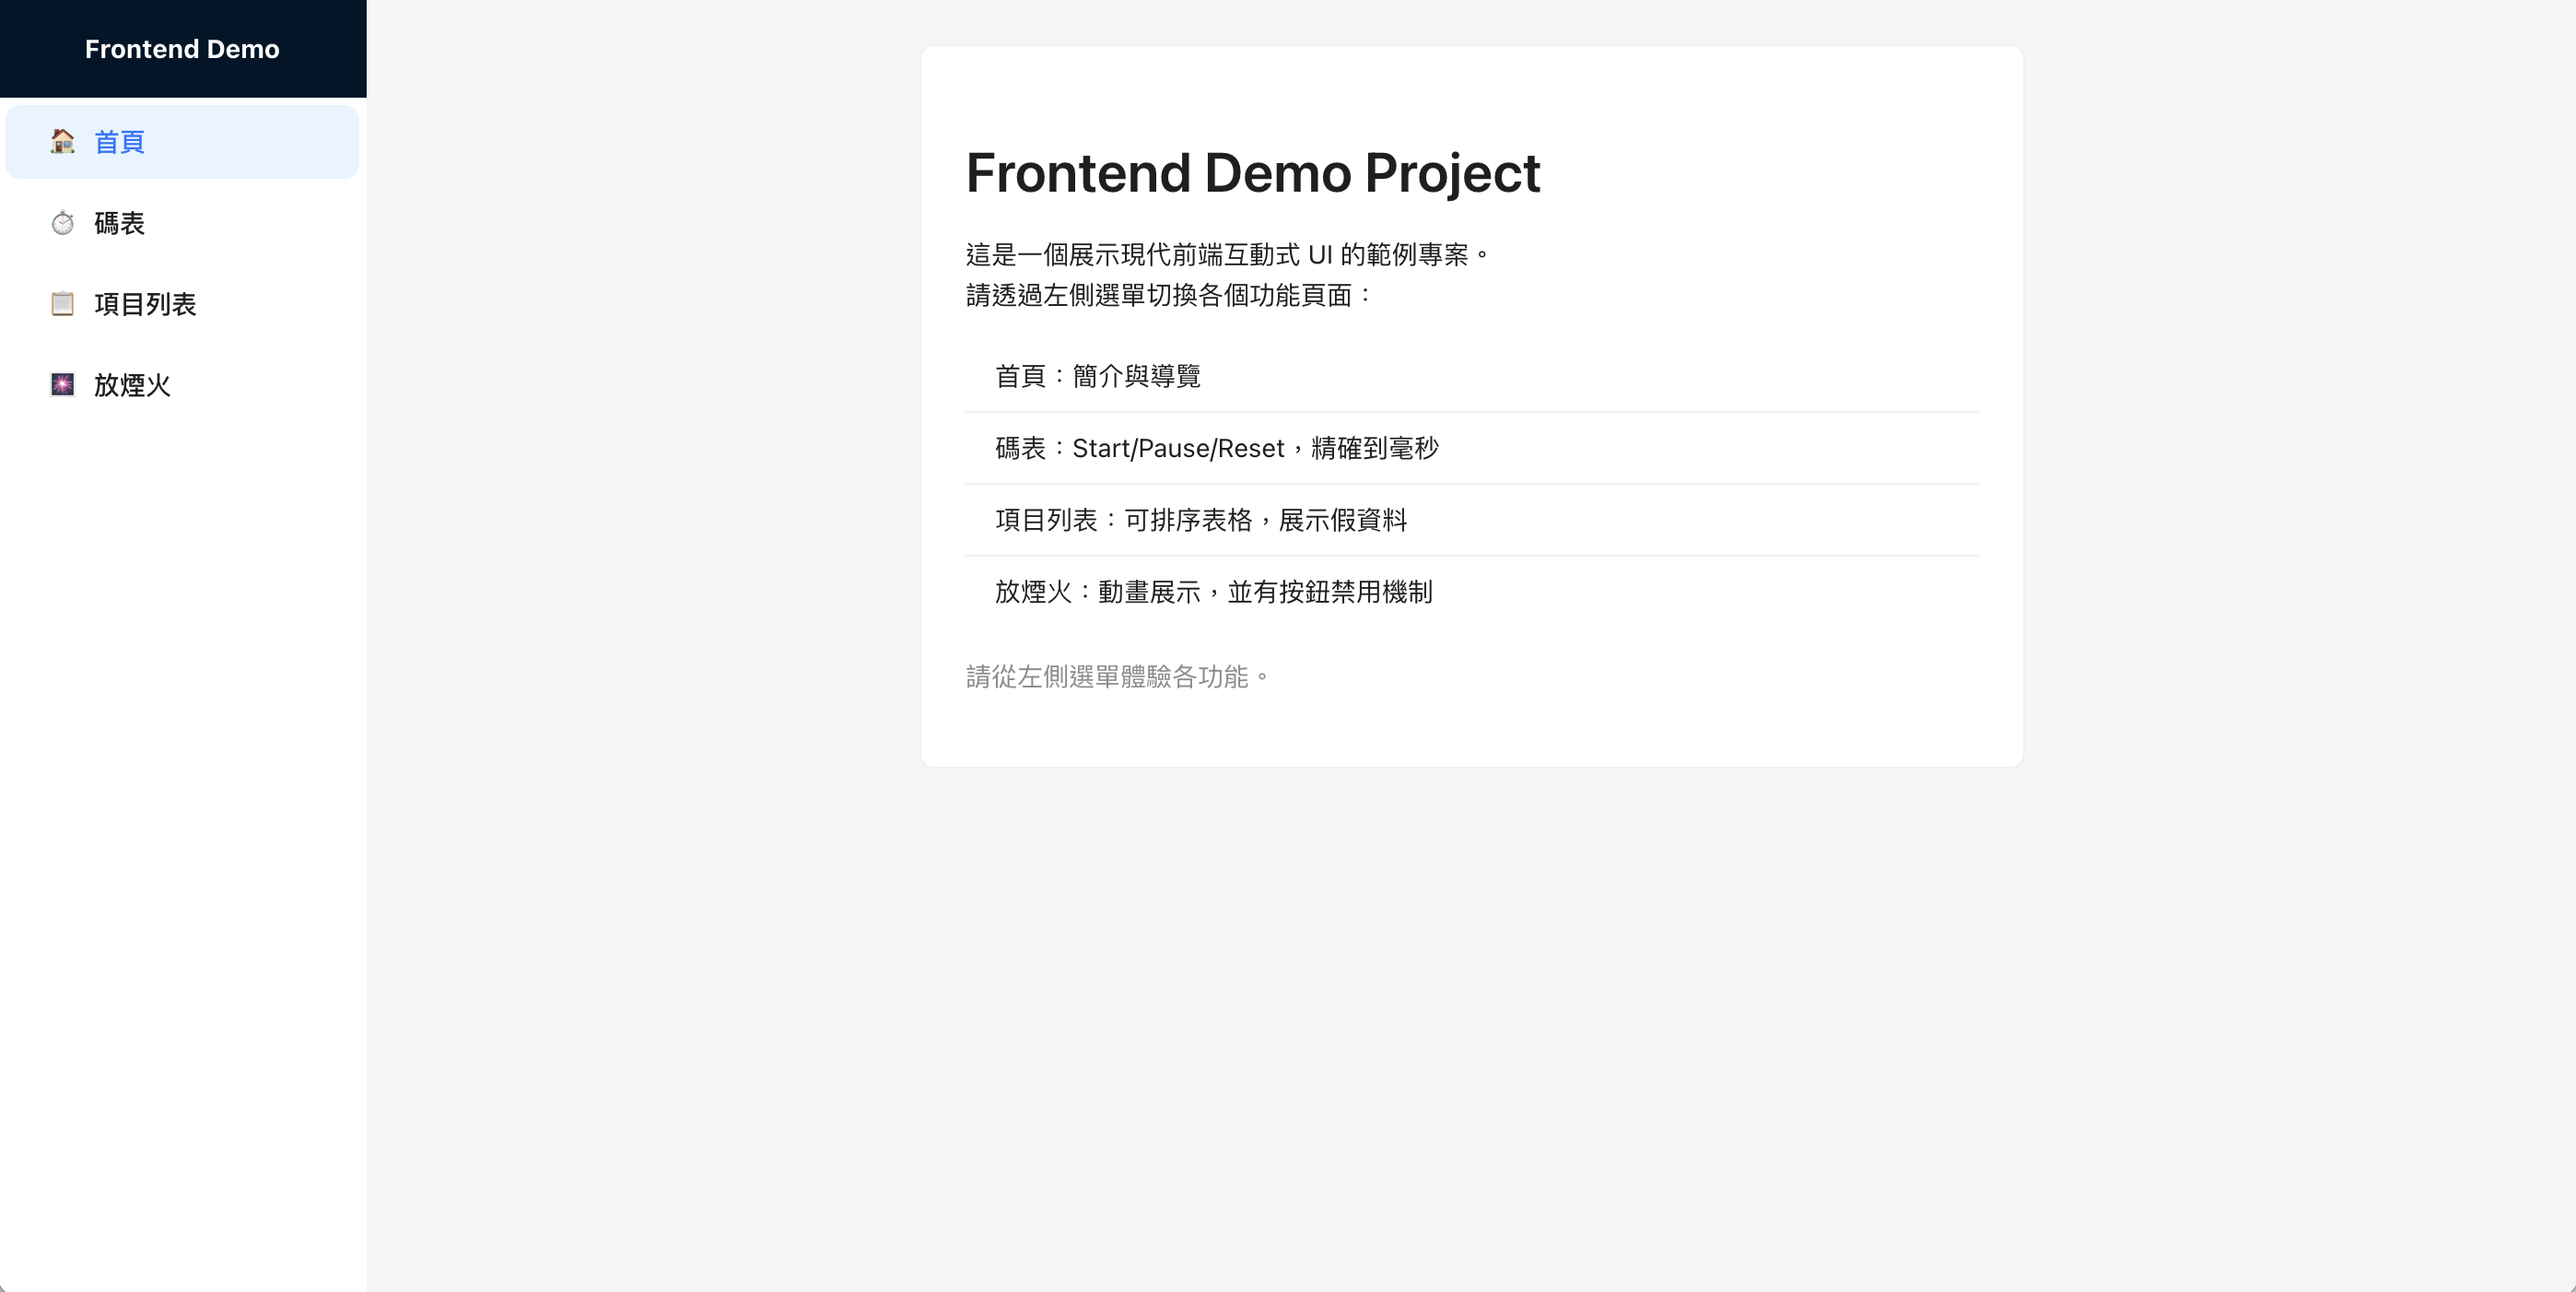 Frontend Demo
首頁
碼表
項目列表
放煙火
Frontend Demo Project
這是一個展示現代前端互動式 UI 的範例專案。
請透過左側選單切換各個功能頁面：
首頁：簡介與導覽
碼表：Start/Pause/Reset，精確到毫秒
項目列表：可排序表格，展示假資料
放煙火：動畫展示，並有按鈕禁用機制
請從左側選單體驗各功能。